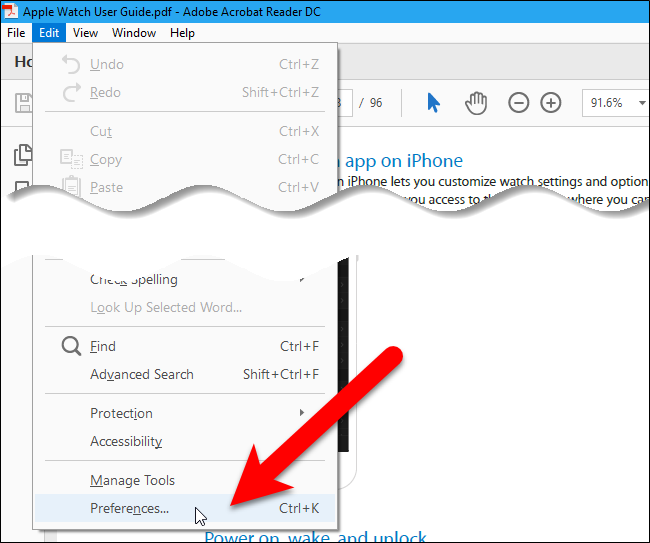 Apple Watch User Guide.pdf - Adobe Acrobat Reader DC
File Edit View Window Help
Ho
Undo Ctrl+Z
Redo Shift+Ctrl+Z
3 / 96
91.6%
Cut Ctrl+X
Copy Ctrl+C
Paste Ctrl+V
app on iPhone
iPhone lets you customize watch settings and option
you access to th where you can
Check Spelling
Look Up Selected Word...
Find Ctrl+F
Advanced Search Shift+Ctrl+F
Protection
Accessibility
Manage Tools
Preferences... Ctrl+K
Power on, wake, and unlock